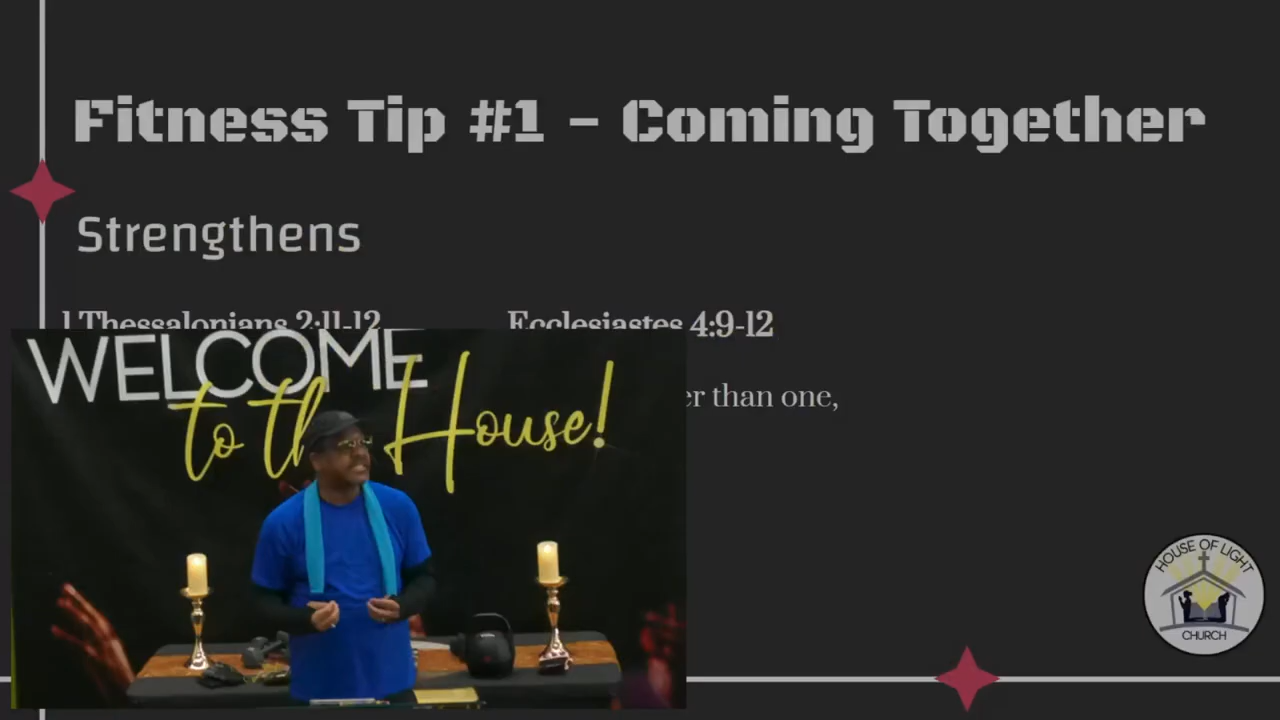 Fitness Tip #1 - Coming Together
Strengthens
1 Thessalonians 2:11-12
Ecclesiastes 4:9-12
er than one,
WELCOME
to th House!
HOUSE OF LIGHT
CHURCH